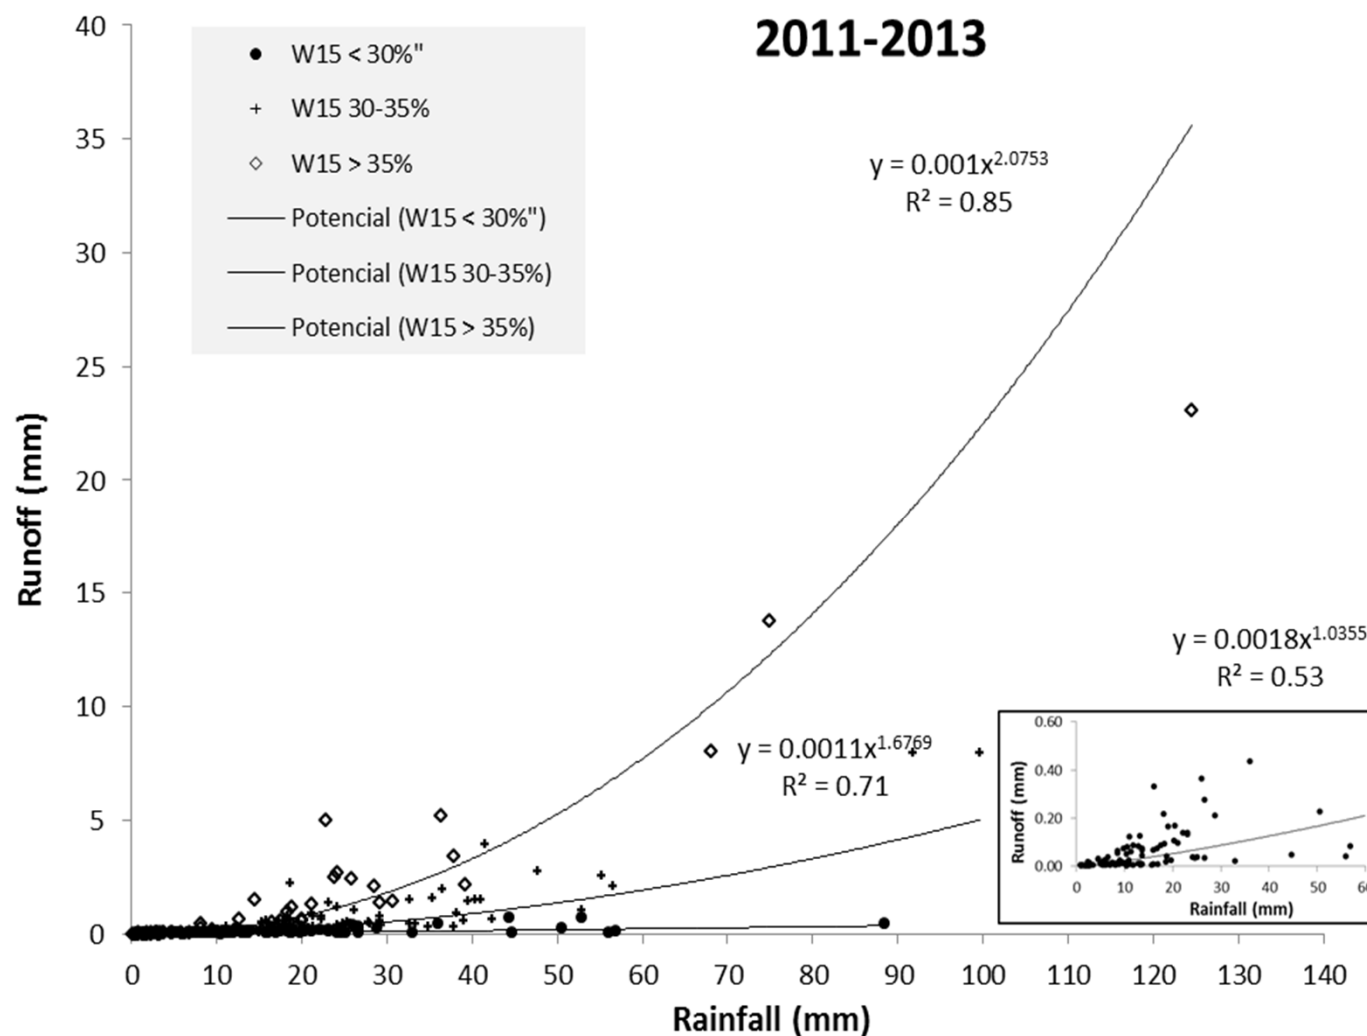 2011-2013
W15 < 30%"
W15 30-35%
W15 > 35%
Potencial (W15 < 30%")
Potencial (W15 30-35%)
Potencial (W15 > 35%)
y = 0.001x^2.0753
R² = 0.85
y = 0.0018x^1.0355
R² = 0.53
y = 0.0011x^1.6769
R² = 0.71
40
35
30
25
20
15
10
5
0
Runoff (mm)
0 10 20 30 40 50 60 70 80 90 100 110 120 130 140
Rainfall (mm)
0.60
0.40
0.20
0.00
Runoff (mm)
0 10 20 30 40 50 60
Rainfall (mm)